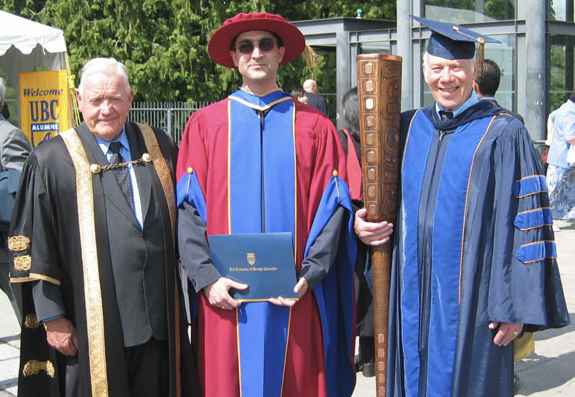 Welcome
UBC
ALUMNI
The University of British Columbia